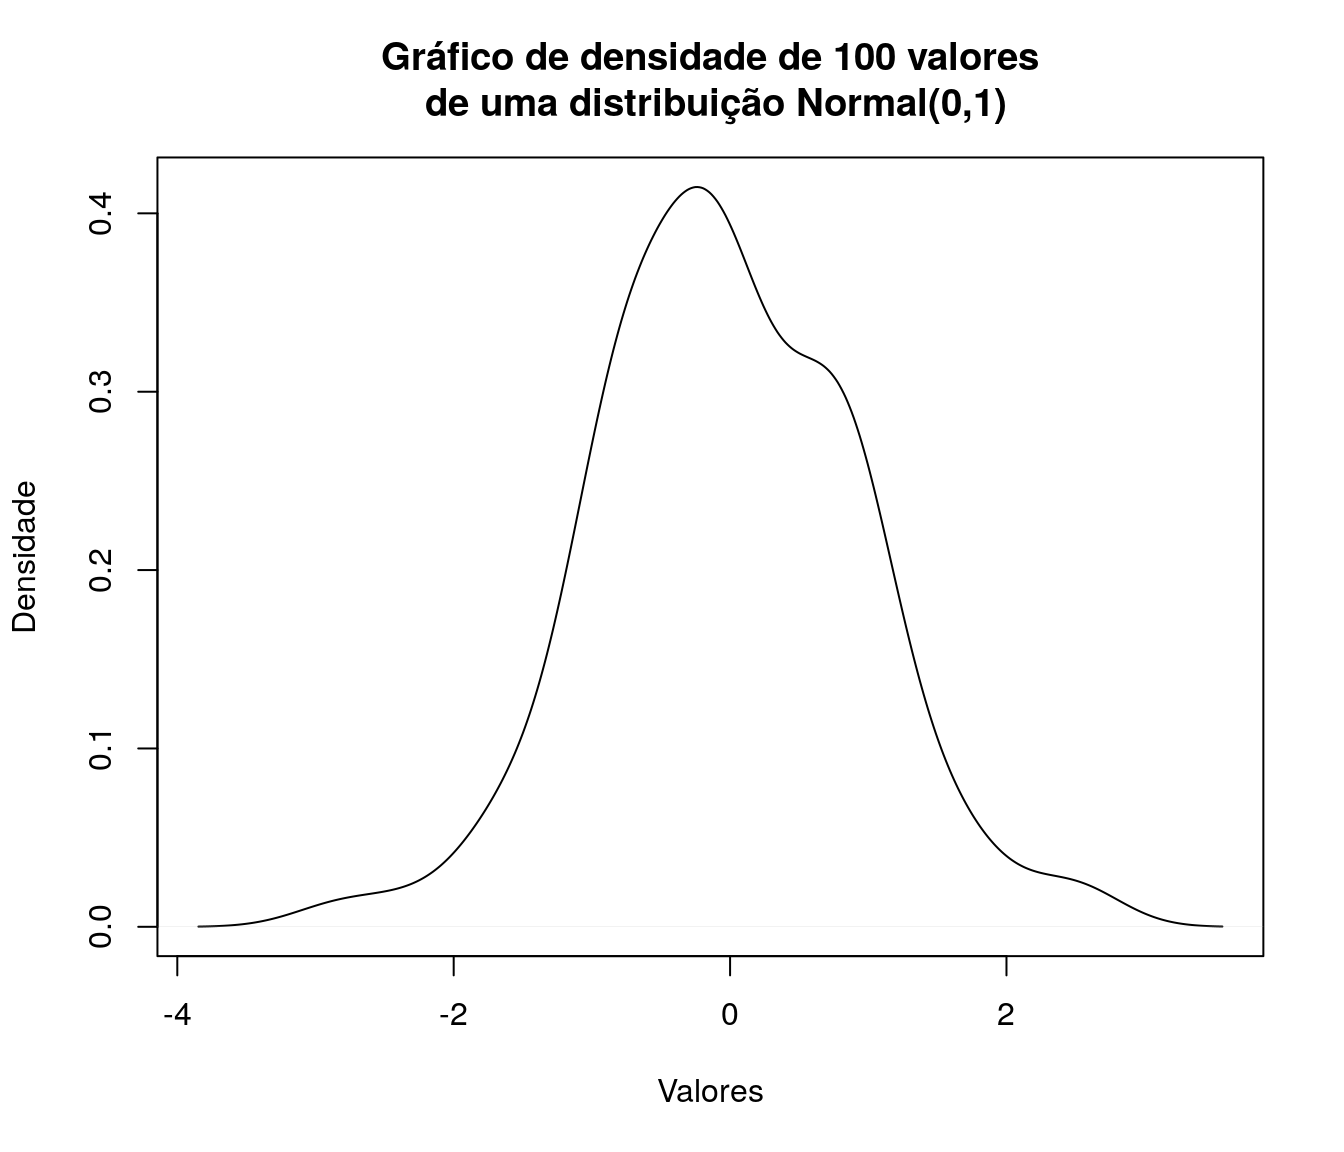 Gráfico de densidade de 100 valores
de uma distribuição Normal(0,1)
Densidade
0.4
0.3
0.2
0.1
0.0
-4 -2 0 2
Valores